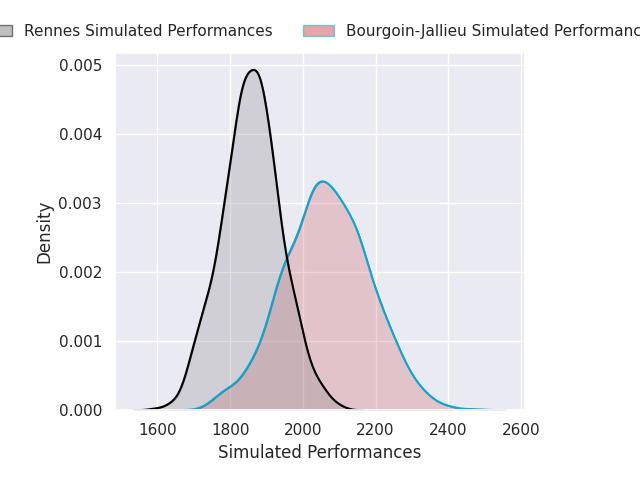 Rennes Simulated Performances
Bourgoin-Jallieu Simulated
0.005
0.004
0.003
0.002
0.001
0.000
Density
1600 1800 2000 2200 2400 2600
Simulated Performances